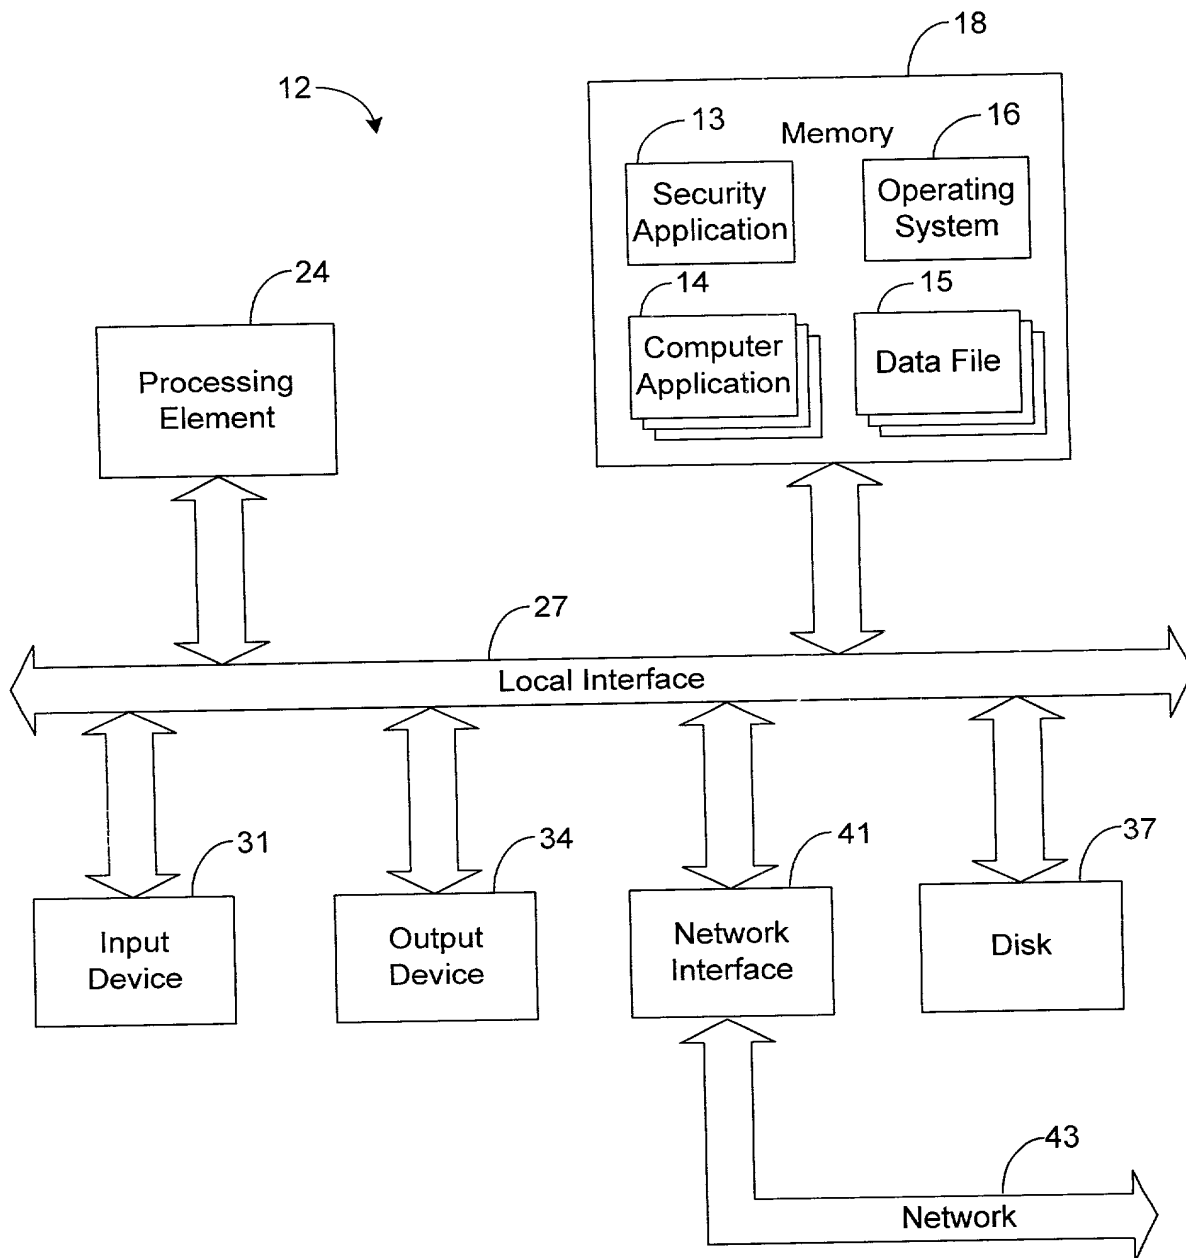 18
12
13
Memory
16
Security
Application
Operating
System
24
14
15
Processing
Element
Computer
Application
Data File
27
Local Interface
31
34
41
37
Input
Device
Output
Device
Network
Interface
Disk
43
Network